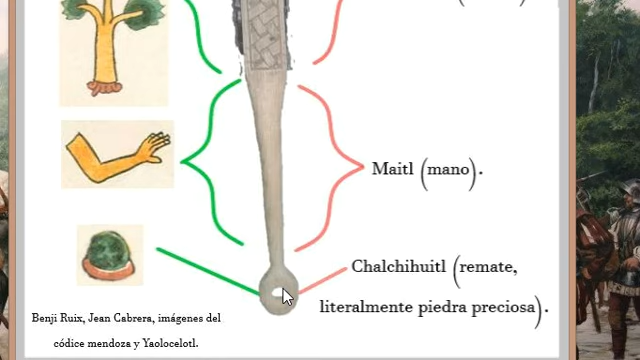 Maitl (mano).
Chalchihuitl (remate,
literalmente piedra preciosa).
Benji Ruix, Jean Cabrera, imágenes del
códice mendoza y Yaolocelotl.